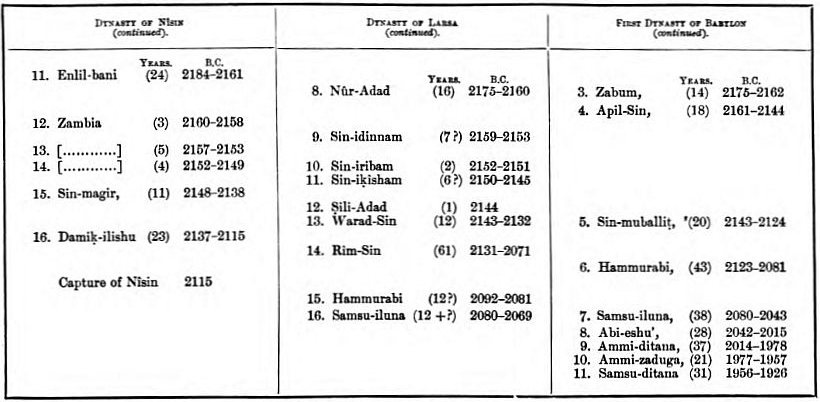 DYNASTY OF NÎSIN
(continued).
YEARS. B.C.
11. Enlil-bani (24) 2184–2161
12. Zambia (3) 2160–2158
13. [............] (5) 2157–2153
14. [............] (4) 2152–2149
15. Sin-magir, (11) 2148–2138
16. Damiḳ-ilishu (23) 2137–2115
Capture of Nîsin 2115
DYNASTY OF LARSA
(continued).
YEARS. B.C.
8. Nûr-Adad (16) 2175–2160
9. Sin-idinnam (7?) 2159–2153
10. Sin-iribam (2) 2152–2151
11. Sin-iḳisham (6?) 2150–2145
12. Ṣili-Adad (1) 2144
13. Warad-Sin (12) 2143–2132
14. Rim-Sin (61) 2131–2071
15. Hammurabi (12?) 2092–2081
16. Samsu-iluna (12 +?) 2080–2069
FIRST DYNASTY OF BABYLON
(continued).
YEARS. B.C.
3. Zabum, (14) 2175–2162
4. Apil-Sin, (18) 2161–2144
5. Sin-muballiṭ, (20) 2143–2124
6. Hammurabi, (43) 2123–2081
7. Samsu-iluna, (38) 2080–2043
8. Abi-eshu', (28) 2042–2015
9. Ammi-ditana, (37) 2014–1978
10. Ammi-zaduga, (21) 1977–1957
11. Samsu-ditana (31) 1956–1926